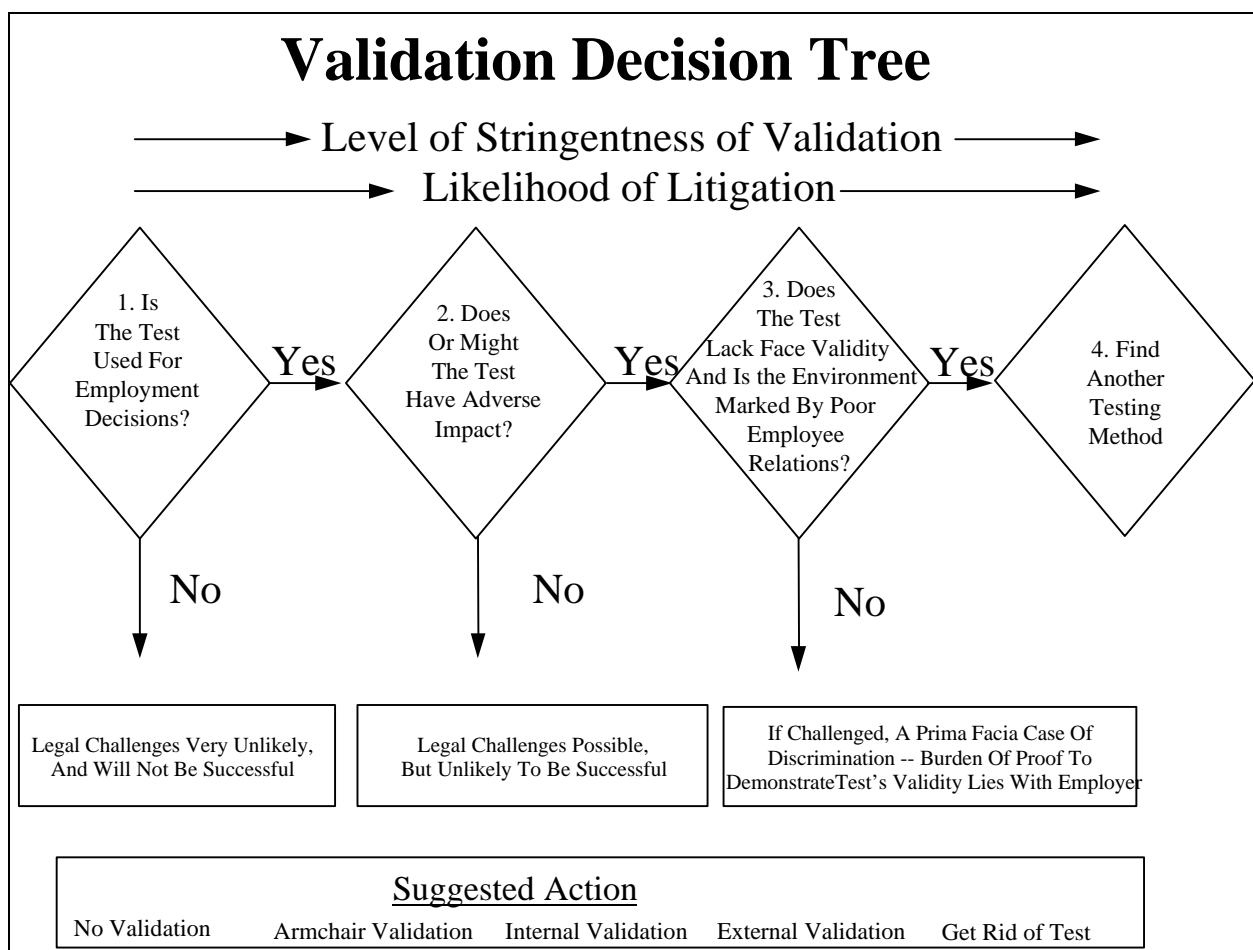 Validation Decision Tree
Level of Stringentness of Validation
Likelihood of Litigation
1. Is
The Test
Used For
Employment
Decisions?
Yes
2. Does
Or Might
The Test
Have Adverse
Impact?
Yes
3. Does
The Test
Lack Face Validity
And Is the Environment
Marked By Poor
Employee
Relations?
Yes
4. Find
Another
Testing
Method
No
No
No
Legal Challenges Very Unlikely,
And Will Not Be Successful
Legal Challenges Possible,
But Unlikely To Be Successful
If Challenged, A Prima Facia Case Of
Discrimination -- Burden Of Proof To
DemonstrateTest's Validity Lies With Employer
Suggested Action
No Validation
Armchair Validation
Internal Validation
External Validation
Get Rid of Test